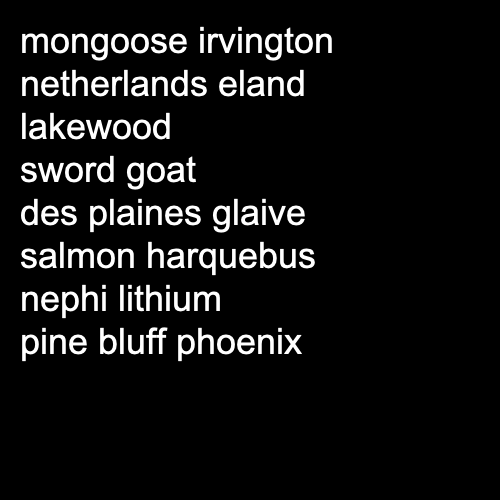 mongoose irvington
netherlands eland
lakewood
sword goat
des plaines glaive
salmon harquebus
nephi lithium
pine bluff phoenix